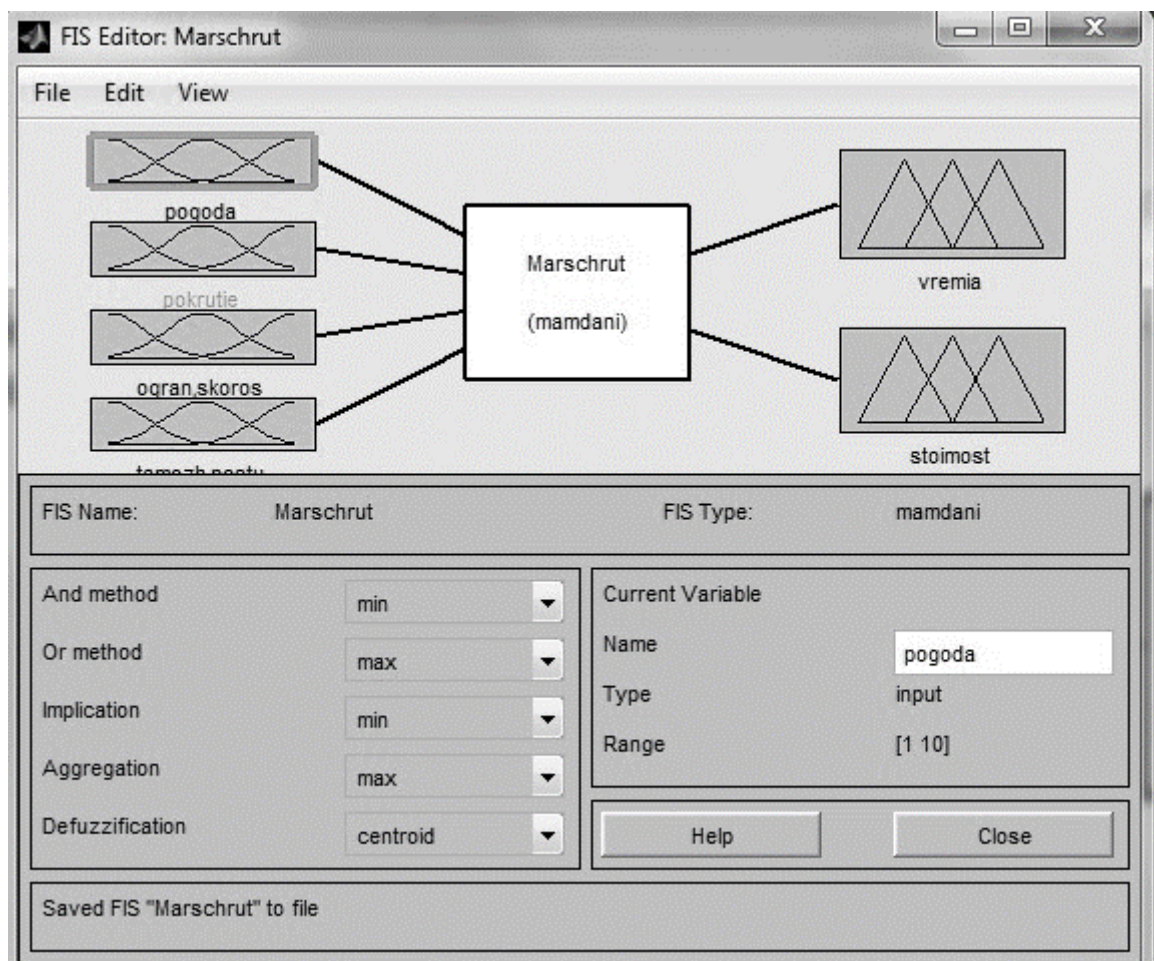 FIS Editor: Marschrut
File Edit View
pogoda
pokrutie
ogran,skoros
Marschrut
(mamdani)
vremia
stoimost
FIS Name: Marschrut FIS Type: mamdani
And method min
Or method max
Implication min
Aggregation max
Defuzzification centroid
Current Variable
Name pogoda
Type input
Range [1 10]
Help Close
Saved FIS "Marschrut" to file